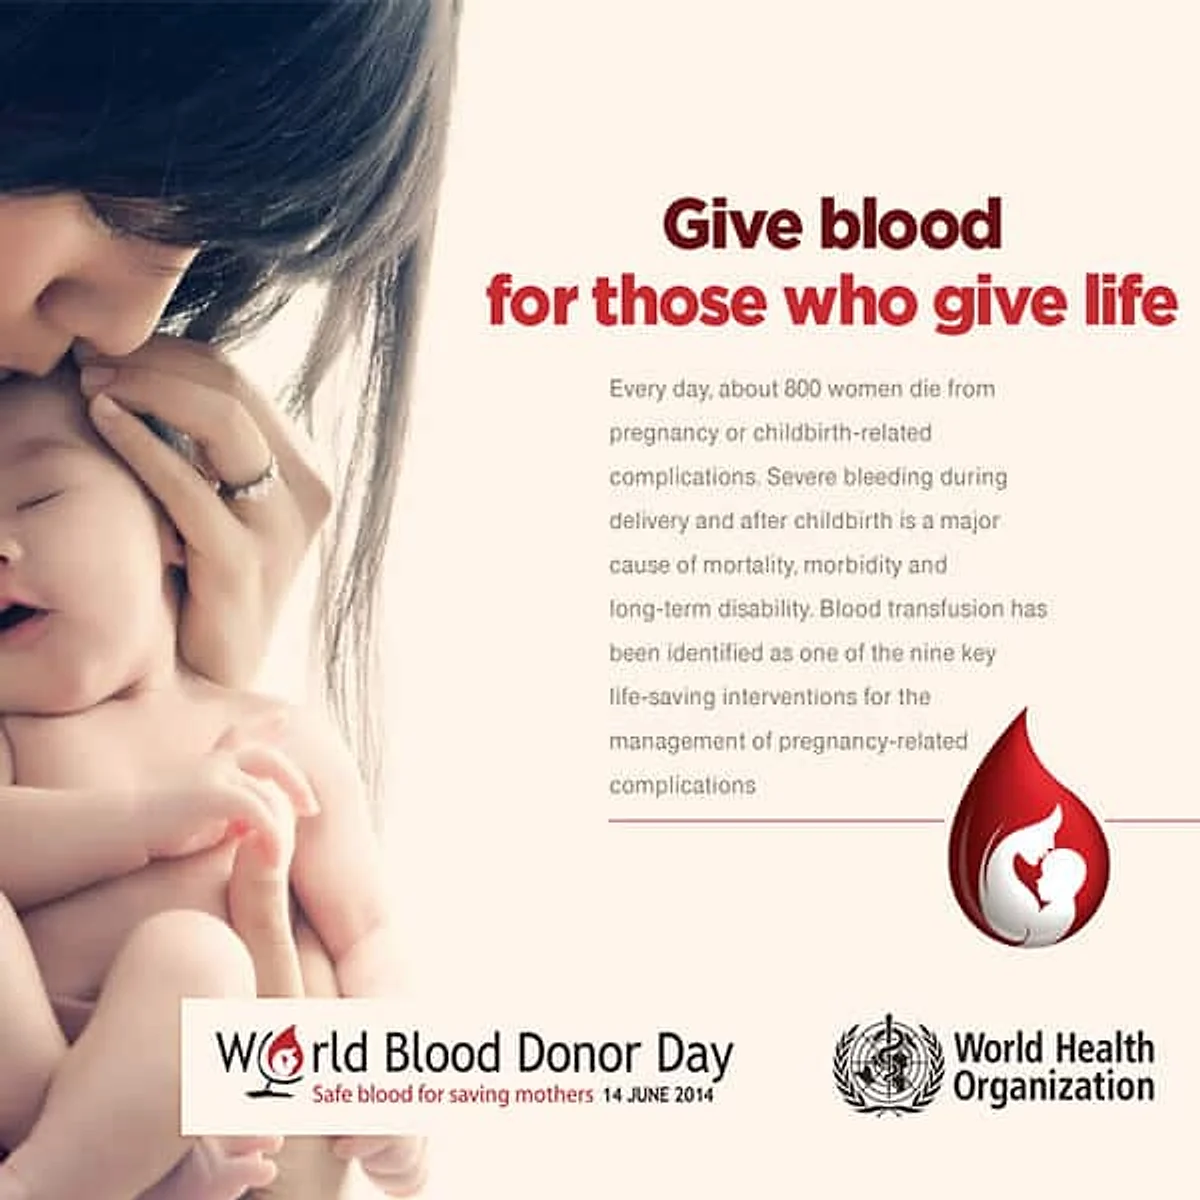 Give blood
for those who give life
Every day, about 800 women die from
pregnancy or childbirth-related
complications. Severe bleeding during
delivery and after childbirth is a major
cause of mortality, morbidity and
long-term disability. Blood transfusion has
been identified as one of the nine key
life-saving interventions for the
management of pregnancy-related
complications
World Blood Donor Day
Safe blood for saving mothers 14 JUNE 2014
World Health
Organization